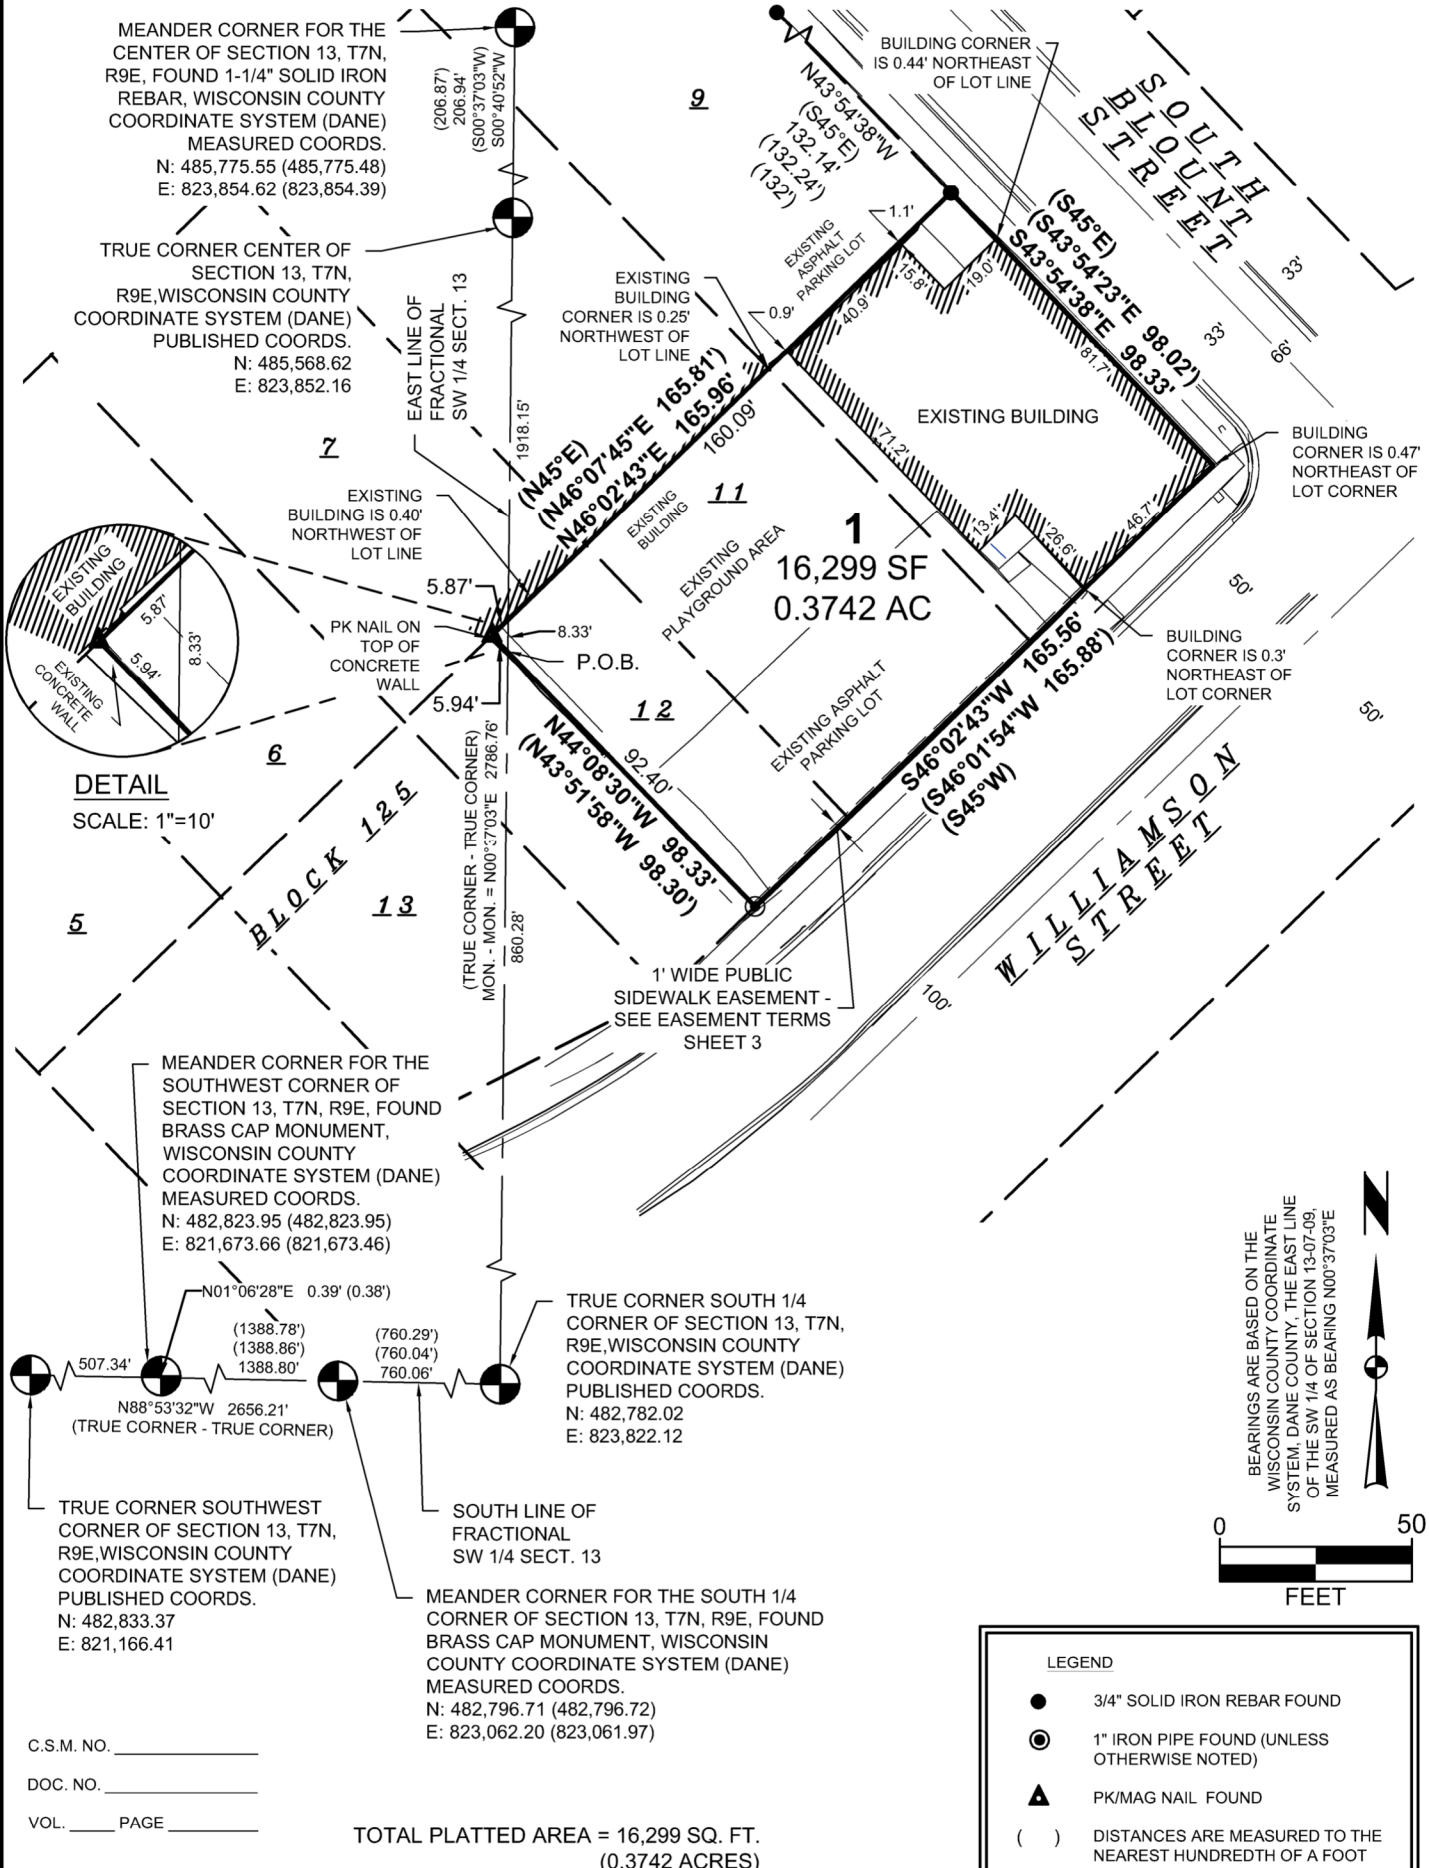 MEANDER CORNER FOR THE
CENTER OF SECTION 13, T7N,
R9E, FOUND 1-1/4" SOLID IRON
REBAR, WISCONSIN COUNTY
COORDINATE SYSTEM (DANE)
MEASURED COORDS.
N: 485,775.55 (485,775.48)
E: 823,854.62 (823,854.39)
(206.87')
206.94'
(S00°37'03"W)
S00°40'52"W
9
N43°54'38"W
(S45°E)
132.14'
(132.24')
(132')
BUILDING CORNER
IS 0.44' NORTHEAST
OF LOT LINE
SOUTH
BLOUNT
STREET
33'
33'
66'
TRUE CORNER CENTER OF
SECTION 13, T7N,
R9E,WISCONSIN COUNTY
COORDINATE SYSTEM (DANE)
PUBLISHED COORDS.
N: 485,568.62
E: 823,852.16
EAST LINE OF
FRACTIONAL
SW 1/4 SECT. 13
1918.15'
EXISTING
BUILDING
CORNER IS 0.25'
NORTHWEST OF
LOT LINE
EXISTING
ASPHALT
PARKING LOT
1.1'
0.9'
15.8'
19.0'
40.9'
(S45°E)
(S43°54'23"E 98.02')
S43°54'38"E 98.33'
81.7'
EXISTING BUILDING
71.2'
13.4'
26.6'
46.7'
BUILDING
CORNER IS 0.47'
NORTHEAST OF
LOT CORNER
7
(N45°E)
(N46°07'45"E 165.81')
N46°02'43"E 165.96'
160.09'
EXISTING
BUILDING
11
EXISTING
BUILDING IS 0.40'
NORTHWEST OF
LOT LINE
EXISTING
PLAYGROUND AREA
1
16,299 SF
0.3742 AC
EXISTING
BUILDING
5.87'
5.94'
8.33'
EXISTING
CONCRETE
WALL
DETAIL
SCALE: 1"=10'
5.87'
PK NAIL ON
TOP OF
CONCRETE
WALL
5.94'
8.33'
P.O.B.
12
92.40'
N44°08'30"W 98.33'
(N43°51'58"W 98.30')
EXISTING ASPHALT
PARKING LOT
S46°02'43"W 165.56'
(S46°01'54"W 165.88')
(S45°W)
50'
BUILDING
CORNER IS 0.3'
NORTHEAST OF
LOT CORNER
50'
WILLIAMSON
STREET
100'
6
BLOCK 125
5
13
(TRUE CORNER - TRUE CORNER)
MON. - MON. = N00°37'03"E 2786.76'
860.28'
1' WIDE PUBLIC
SIDEWALK EASEMENT -
SEE EASEMENT TERMS
SHEET 3
MEANDER CORNER FOR THE
SOUTHWEST CORNER OF
SECTION 13, T7N, R9E, FOUND
BRASS CAP MONUMENT,
WISCONSIN COUNTY
COORDINATE SYSTEM (DANE)
MEASURED COORDS.
N: 482,823.95 (482,823.95)
E: 821,673.66 (821,673.46)
N01°06'28"E 0.39' (0.38')
507.34'
(1388.78')
(1388.86')
1388.80'
(760.29')
(760.04')
760.06'
N88°53'32"W 2656.21'
(TRUE CORNER - TRUE CORNER)
TRUE CORNER SOUTH 1/4
CORNER OF SECTION 13, T7N,
R9E,WISCONSIN COUNTY
COORDINATE SYSTEM (DANE)
PUBLISHED COORDS.
N: 482,782.02
E: 823,822.12
TRUE CORNER SOUTHWEST
CORNER OF SECTION 13, T7N,
R9E,WISCONSIN COUNTY
COORDINATE SYSTEM (DANE)
PUBLISHED COORDS.
N: 482,833.37
E: 821,166.41
SOUTH LINE OF
FRACTIONAL
SW 1/4 SECT. 13
MEANDER CORNER FOR THE SOUTH 1/4
CORNER OF SECTION 13, T7N, R9E, FOUND
BRASS CAP MONUMENT, WISCONSIN
COUNTY COORDINATE SYSTEM (DANE)
MEASURED COORDS.
N: 482,796.71 (482,796.72)
E: 823,062.20 (823,061.97)
BEARINGS ARE BASED ON THE
WISCONSIN COUNTY COORDINATE
SYSTEM, DANE COUNTY, THE EAST LINE
OF THE SW 1/4 OF SECTION 13-07-09,
MEASURED AS BEARING N00°37'03"E
N
0 50
FEET
LEGEND
3/4" SOLID IRON REBAR FOUND
1" IRON PIPE FOUND (UNLESS
OTHERWISE NOTED)
PK/MAG NAIL FOUND
( ) DISTANCES ARE MEASURED TO THE
NEAREST HUNDREDTH OF A FOOT
C.S.M. NO.
DOC. NO.
VOL. PAGE
TOTAL PLATTED AREA = 16,299 SQ. FT.
(0.3742 ACRES)